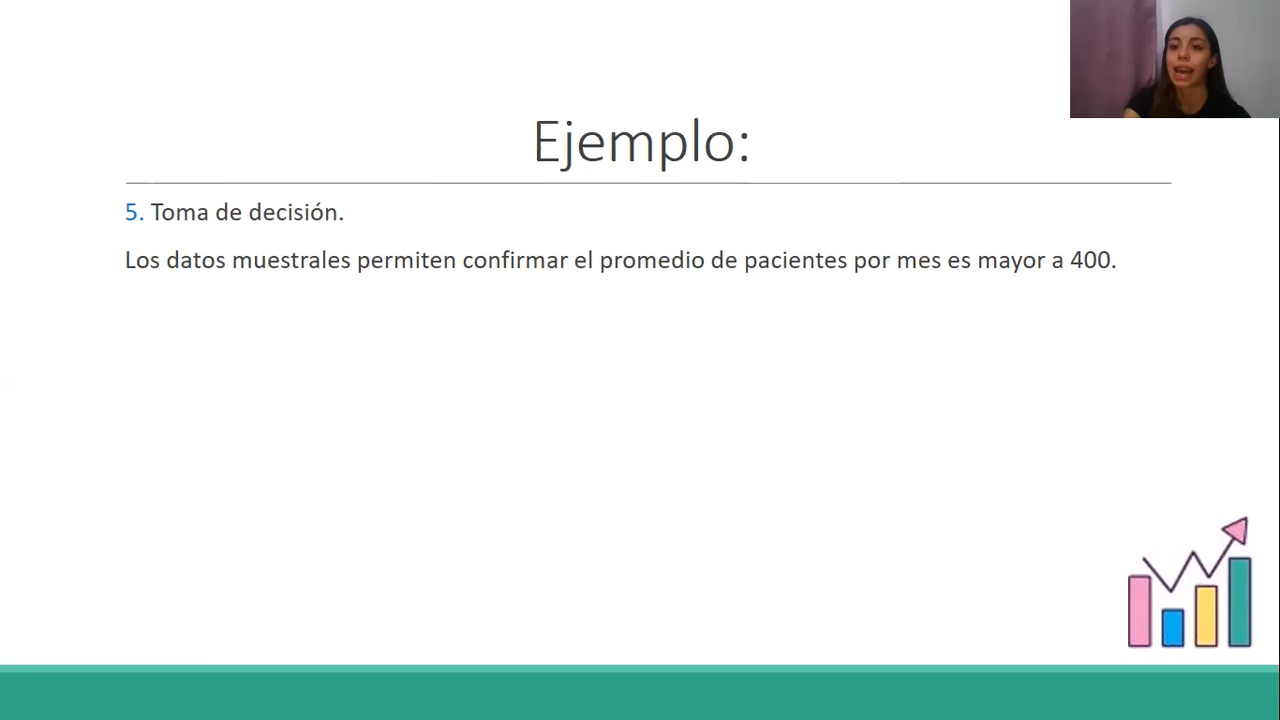 Ejemplo:
5. Toma de decisión.
Los datos muestrales permiten confirmar el promedio de pacientes por mes es mayor a 400.